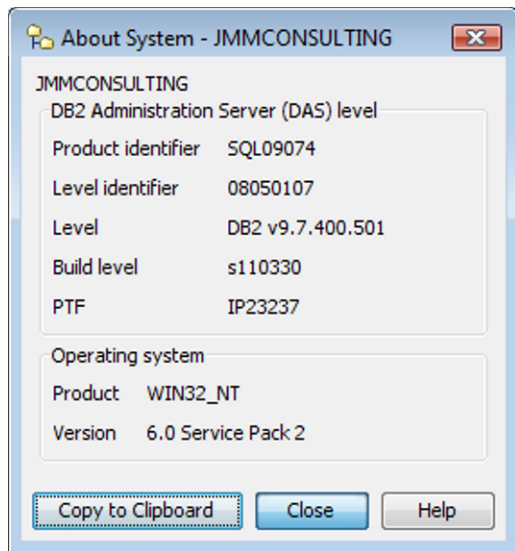 About System - JMMCONSULTING
JMMCONSULTING
DB2 Administration Server (DAS) level
Product identifier SQL09074
Level identifier 08050107
Level DB2 v9.7.400.501
Build level s110330
PTF IP23237
Operating system
Product WIN32_NT
Version 6.0 Service Pack 2
Copy to Clipboard Close Help